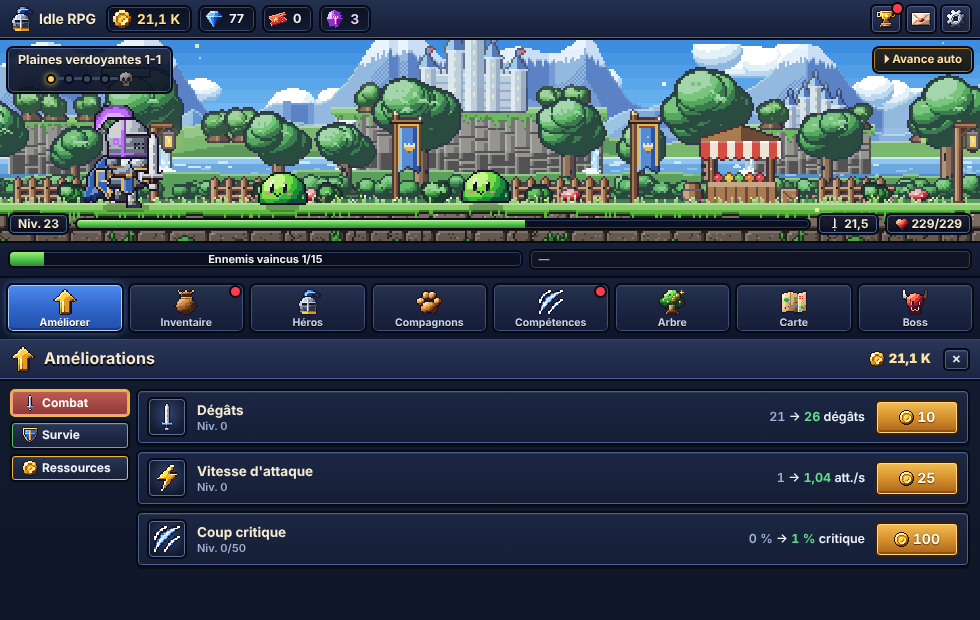 Idle RPG
21,1 K
77
0
3
Plaines verdoyantes 1-1
Avance auto
Niv. 23
21,5
229/229
Ennemis vaincus 1/15
—
Améliorer
Inventaire
Héros
Compagnons
Compétences
Arbre
Carte
Boss
Améliorations
21,1 K
×
Combat
Survie
Ressources
Dégâts
Niv. 0
21 → 26 dégâts
10
Vitesse d'attaque
Niv. 0
1 → 1,04 att./s
25
Coup critique
Niv. 0/50
0 % → 1 % critique
100